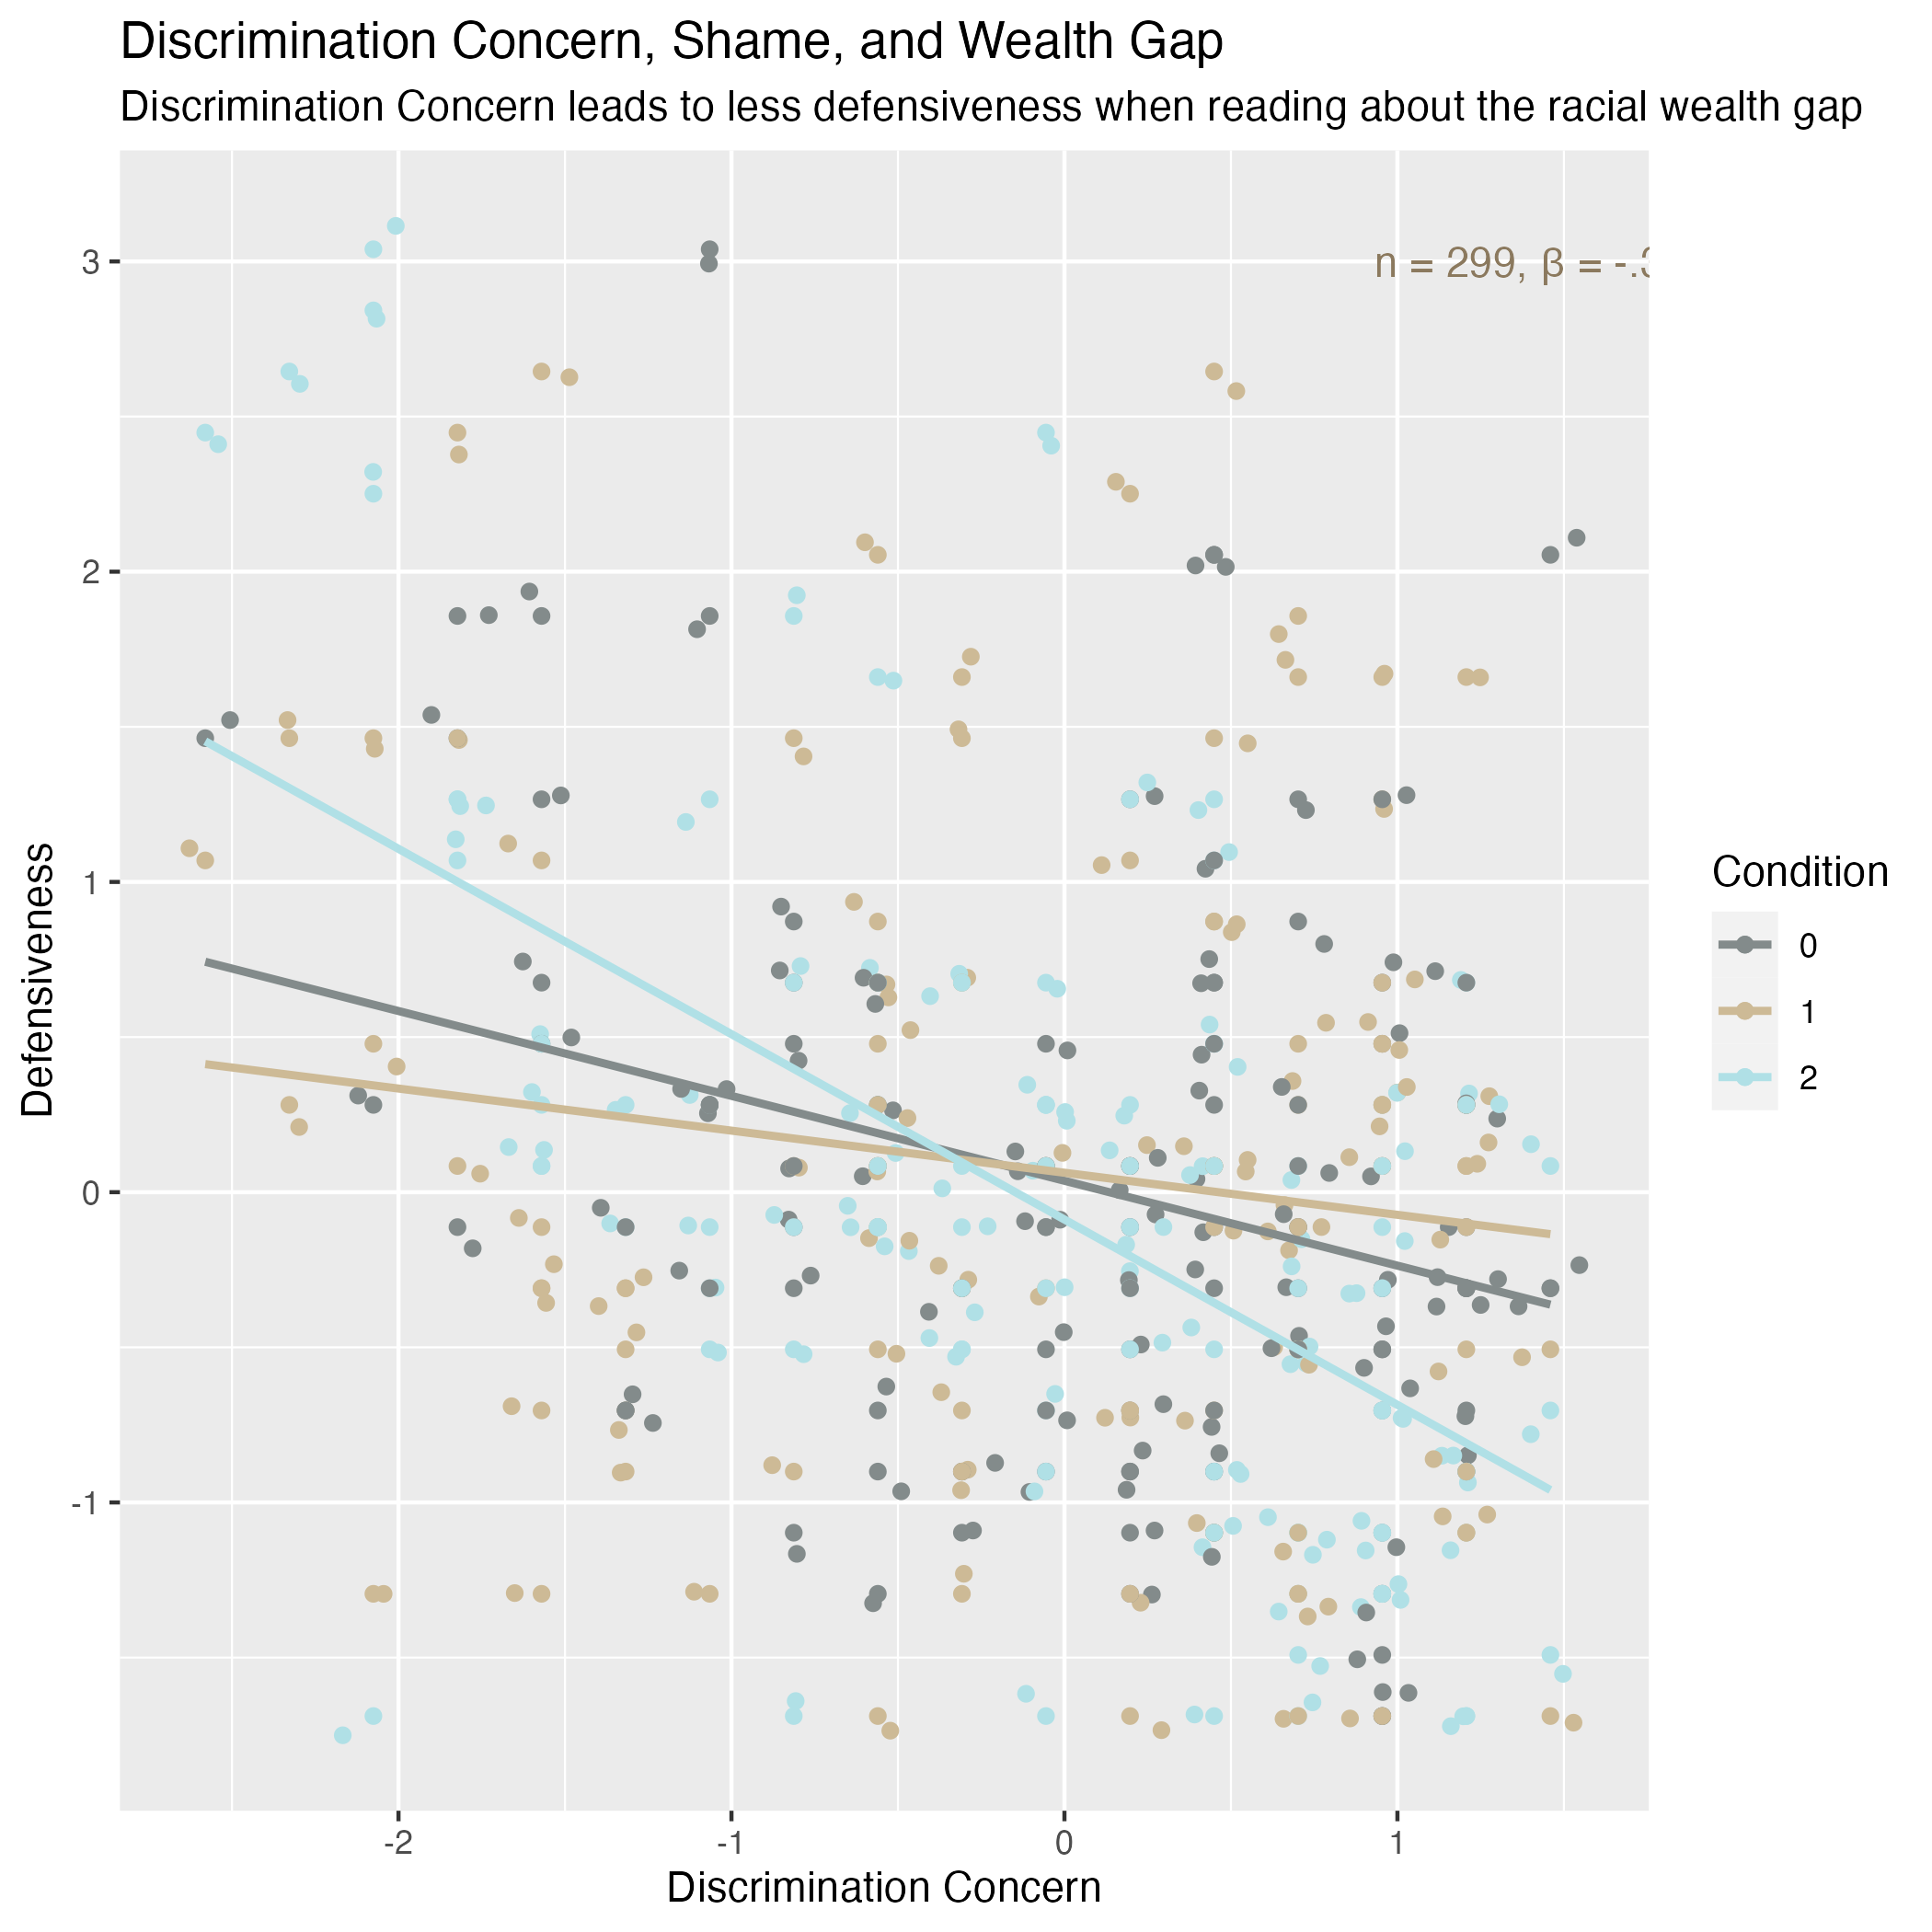 Discrimination Concern, Shame, and Wealth Gap
Discrimination Concern leads to less defensiveness when reading about the racial wealth gap
n = 299, β = -.
3
2
1
0
-1
Defensiveness
-2
-1
0
1
Discrimination Concern
Condition
0
1
2